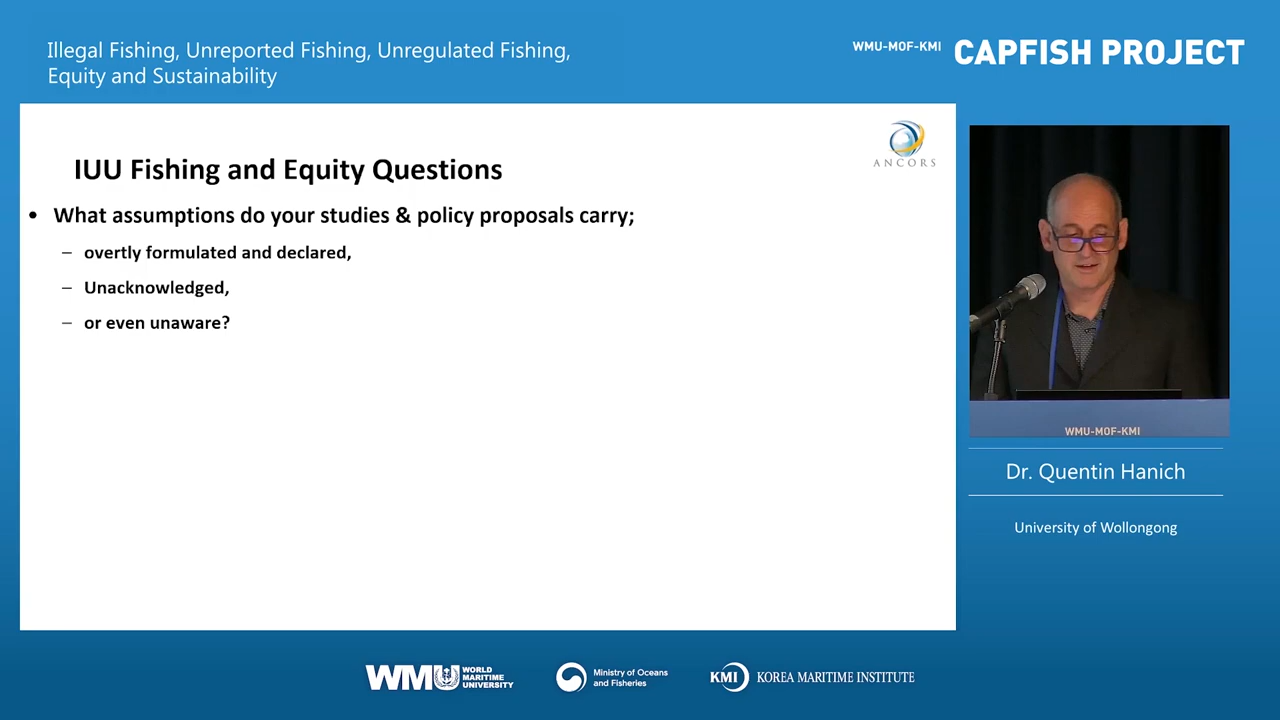 Illegal Fishing, Unreported Fishing, Unregulated Fishing,
Equity and Sustainability
WMU-MOF-KMI CAPFISH PROJECT
ANCORS
IUU Fishing and Equity Questions
• What assumptions do your studies & policy proposals carry;
– overtly formulated and declared,
– Unacknowledged,
– or even unaware?
WMU-MOF-KMI
Dr. Quentin Hanich
University of Wollongong
WMU WORLD
MARITIME
UNIVERSITY
Ministry of Oceans
and Fisheries
KMI KOREA MARITIME INSTITUTE